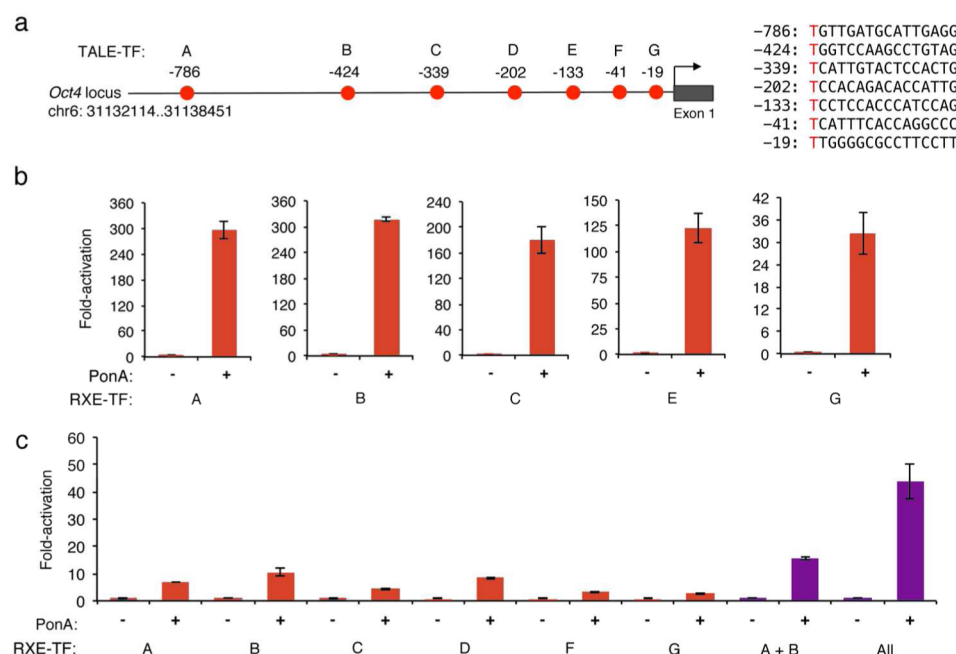 a
TALE-TF: A B C D E F G
-786 -424 -339 -202 -133 -41 -19
Oct4 locus
chr6: 31132114..31138451
Exon 1
-786: TGTTGATGCATTGAGG
-424: TGGTCCAAGCCTGTAG
-339: TCATTGTACTCCACTG
-202: TCCACAGACACCATTG
-133: TCCTCCACCCATCCAG
-41: TCATTTCACCAGGCCC
-19: TTGGGGCGCCTTCCTT
b
Fold-activation
360
300
240
180
120
60
0
360
300
240
180
120
60
0
240
200
160
120
80
40
0
150
125
100
75
50
25
0
42
36
30
24
18
12
6
0
PonA: - + - + - + - + - +
RXE-TF: A B C E G
c
Fold-activation
60
50
40
30
20
10
0
PonA: - + - + - + - + - + - + - + - +
RXE-TF: A B C D F G A + B All